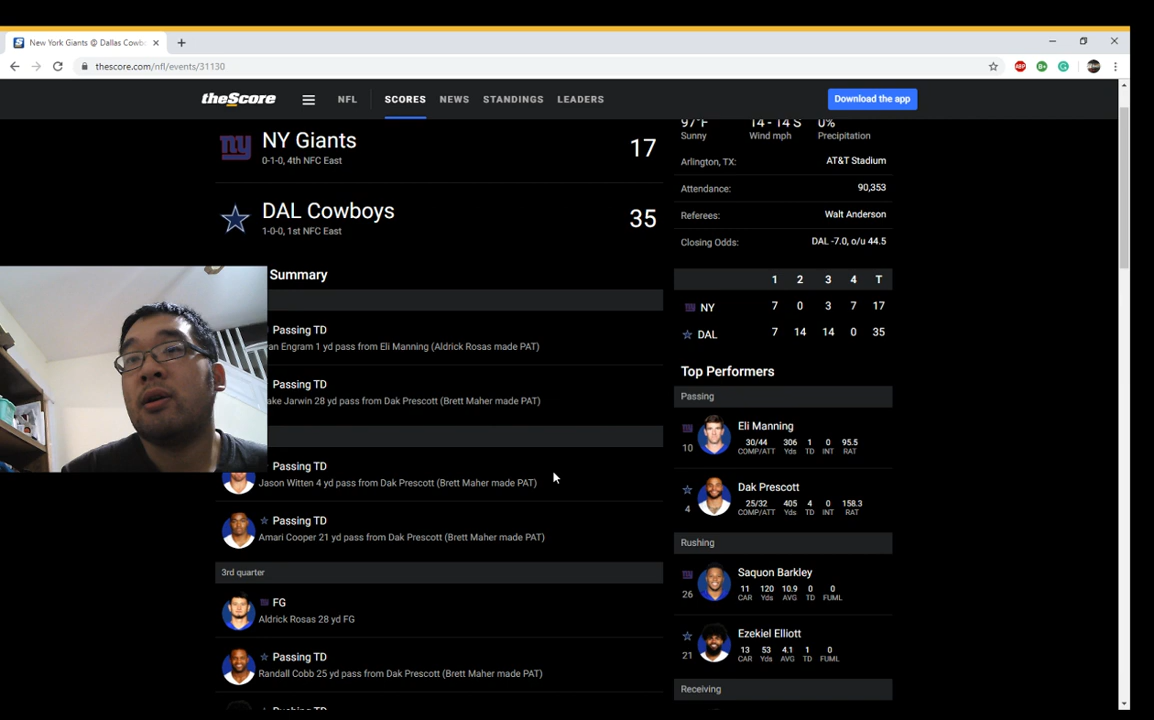 New York Giants @ Dallas Cowb
thescore.com/nfl/events/31130
theScore
NFL
SCORES
NEWS
STANDINGS
LEADERS
Download the app
NY Giants
17
0-1-0, 4th NFC East
DAL Cowboys
35
1-0-0, 1st NFC East
Summary
Passing TD
Engram 1 yd pass from Eli Manning (Aldrick Rosas made PAT)
Passing TD
Jarwin 28 yd pass from Dak Prescott (Brett Maher made PAT)
Passing TD
Jason Witten 4 yd pass from Dak Prescott (Brett Maher made PAT)
Passing TD
Amari Cooper 21 yd pass from Dak Prescott (Brett Maher made PAT)
3rd quarter
FG
Aldrick Rosas 28 yd FG
Passing TD
Randall Cobb 25 yd pass from Dak Prescott (Brett Maher made PAT)
97°F 14 - 14 S 0%
Sunny Wind mph Precipitation
Arlington, TX: AT&T Stadium
Attendance: 90,353
Referees: Walt Anderson
Closing Odds: DAL -7.0, o/u 44.5
1 2 3 4 T
NY 7 0 3 7 17
DAL 7 14 14 0 35
Top Performers
Passing
Eli Manning
10 30/44 306 1 0 95.5
COMP/ATT Yds TD INT RAT
Dak Prescott
4 25/32 405 4 0 158.3
COMP/ATT Yds TD INT RAT
Rushing
Saquon Barkley
26 11 120 10.9 0 0
CAR Yds AVG TD FUML
Ezekiel Elliott
21 13 53 4.1 1 0
CAR Yds AVG TD FUML
Receiving